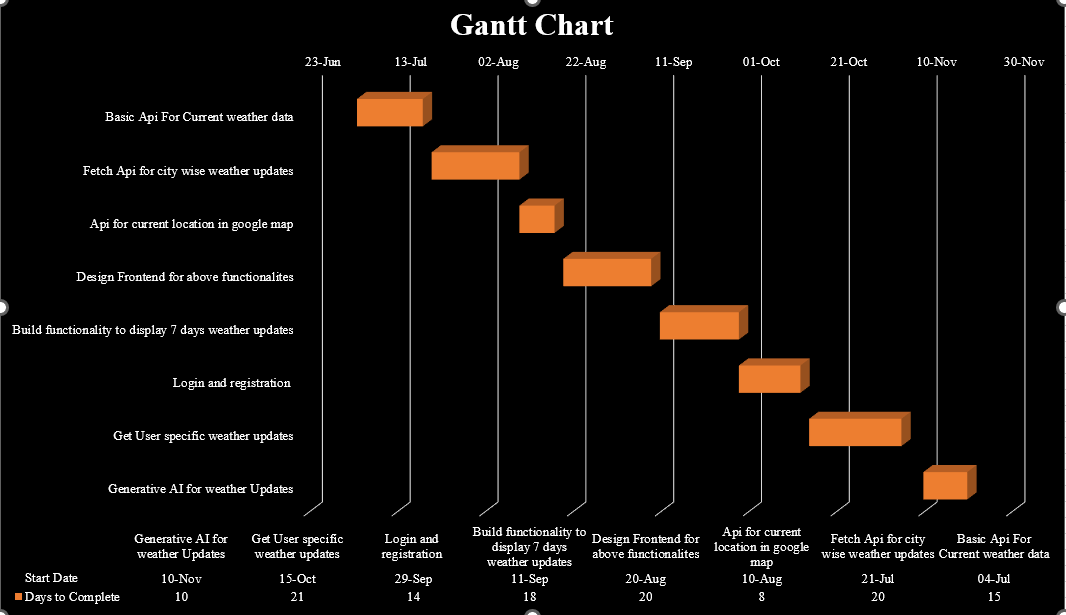 Gantt Chart
23-Jun 13-Jul 02-Aug 22-Aug 11-Sep 01-Oct 21-Oct 10-Nov 30-Nov
Basic Api For Current weather data
Fetch Api for city wise weather updates
Api for current location in google map
Design Frontend for above functionalites
Build functionality to display 7 days weather updates
Login and registration
Get User specific weather updates
Generative AI for weather Updates
Generative AI for
weather Updates
Get User specific
weather updates
Login and
registration
Build functionality to
display 7 days
weather updates
Design Frontend for
above functionalites
Api for current
location in google
map
Fetch Api for city
wise weather updates
Basic Api For
Current weather data
Start Date 10-Nov 15-Oct 29-Sep 11-Sep 20-Aug 10-Aug 21-Jul 04-Jul
Days to Complete 10 21 14 18 20 8 20 15